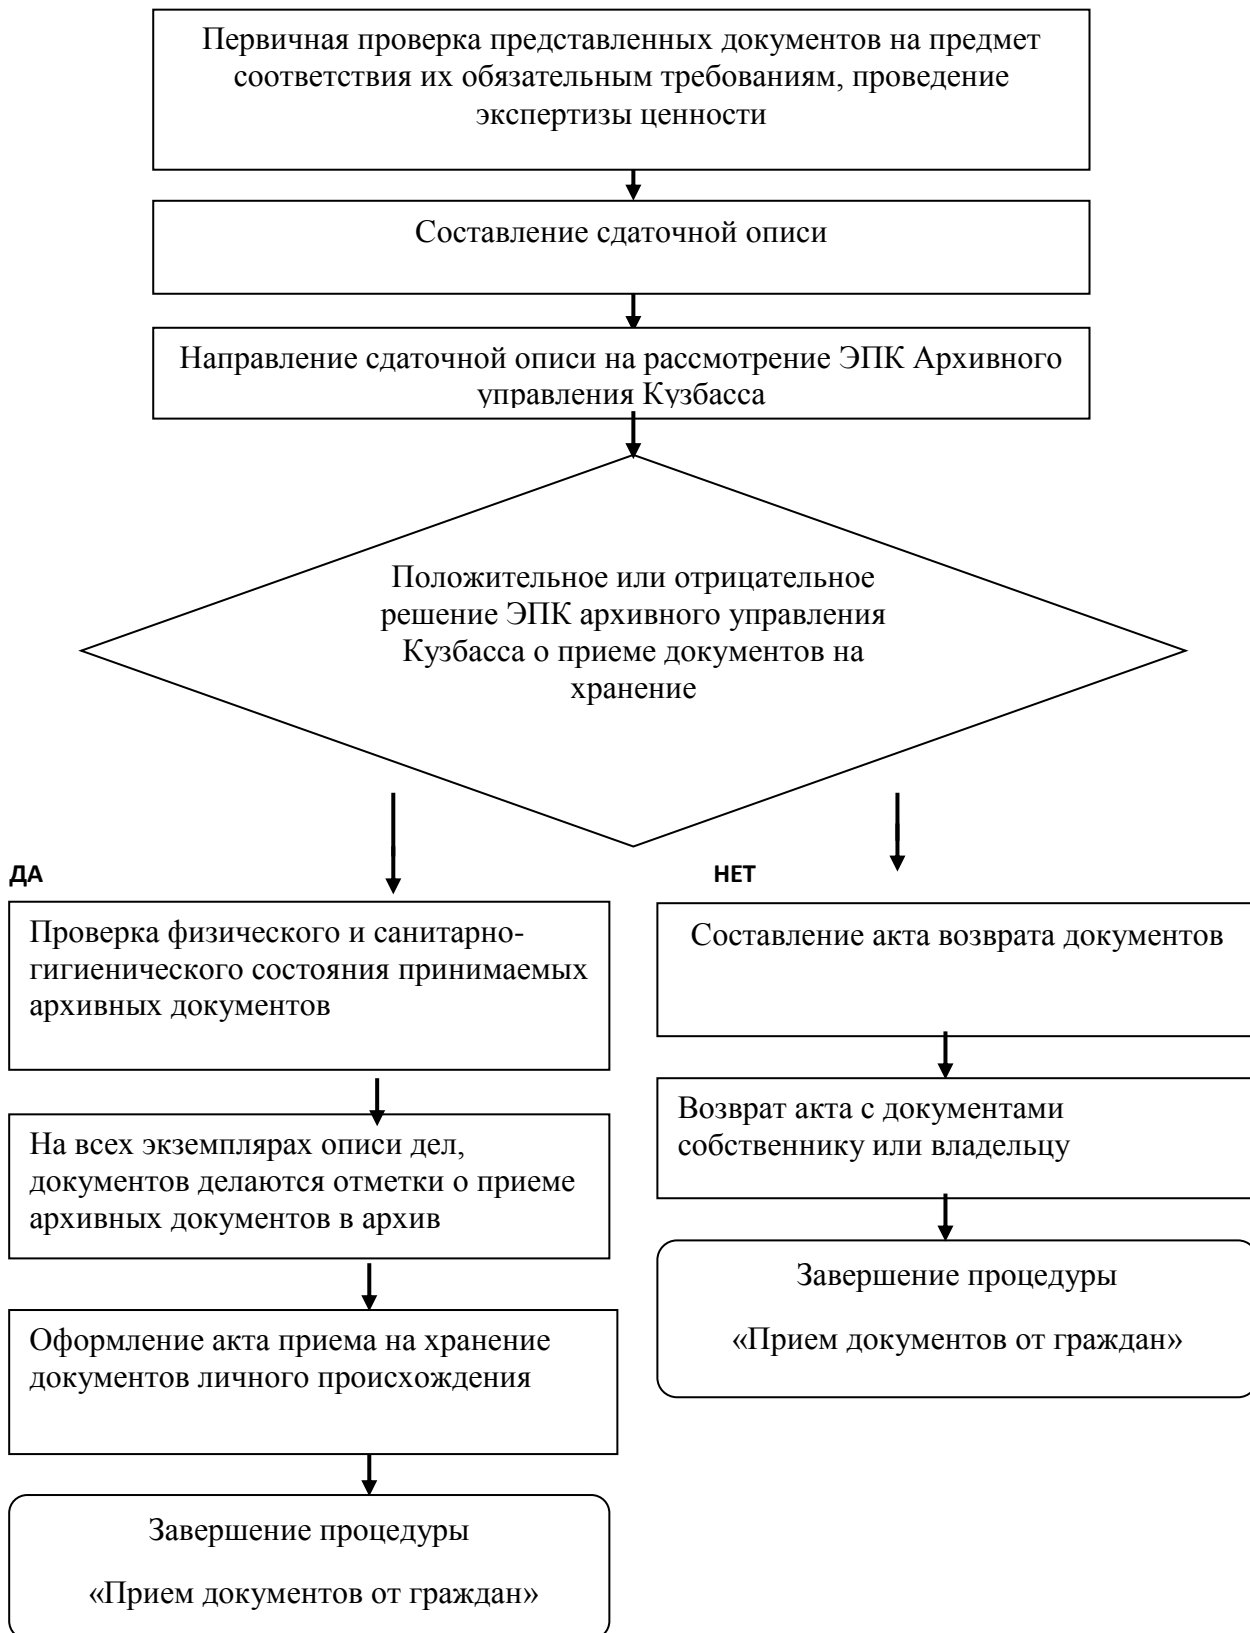 Первичная проверка представленных документов на предмет
соответствия их обязательным требованиям, проведение
экспертизы ценности
Составление сдаточной описи
Направление сдаточной описи на рассмотрение ЭПК Архивного
управления Кузбасса
Положительное или отрицательное
решение ЭПК архивного управления
Кузбасса о приеме документов на
хранение
ДА
Проверка физического и санитарно-
гигиенического состояния принимаемых
архивных документов
На всех экземплярах описи дел,
документов делаются отметки о приеме
архивных документов в архив
Оформление акта приема на хранение
документов личного происхождения
Завершение процедуры
«Прием документов от граждан»
НЕТ
Составление акта возврата документов
Возврат акта с документами
собственнику или владельцу
Завершение процедуры
«Прием документов от граждан»